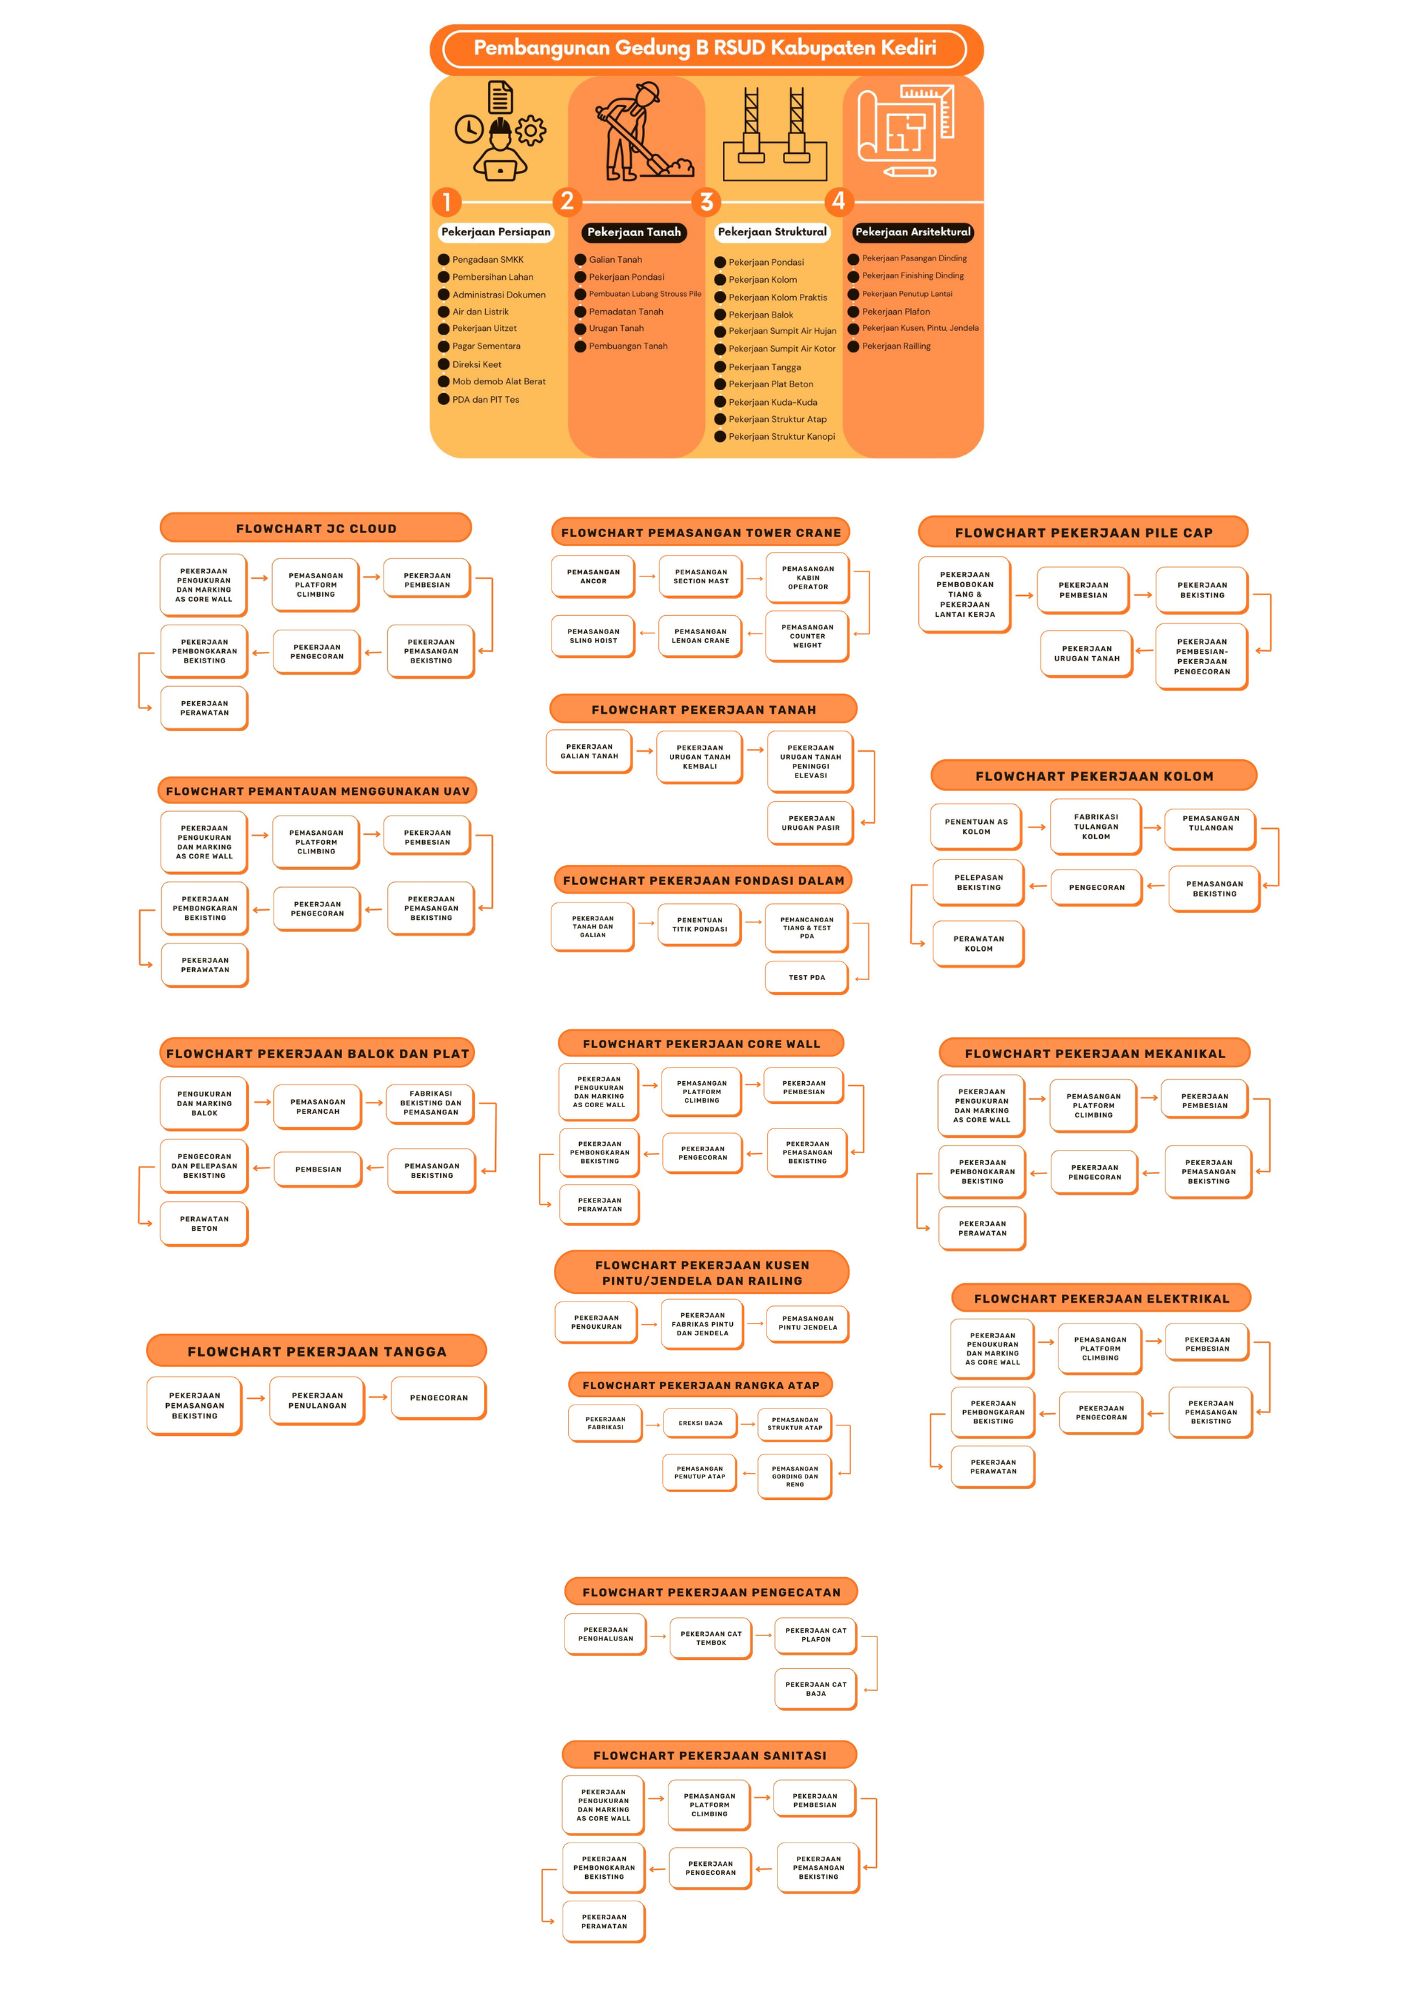 Pembangunan Gedung B RSUD Kabupaten Kediri
1
2
3
4
Pekerjaan Persiapan
Pengadaan SMKK
Pembersihan Lahan
Administrasi Dokumen
Air dan Listrik
Pekerjaan Uitzet
Pagar Sementara
Direksi Keet
Mob demob Alat Berat
PDA dan PIT Tes
Pekerjaan Tanah
Galian Tanah
Pekerjaan Pondasi
Pembuatan Lubang Strouss Pile
Pemadatan Tanah
Urugan Tanah
Pembuangan Tanah
Pekerjaan Struktural
Pekerjaan Pondasi
Pekerjaan Kolom
Pekerjaan Kolom Praktis
Pekerjaan Balok
Pekerjaan Sumpit Air Hujan
Pekerjaan Sumpit Air Kotor
Pekerjaan Tangga
Pekerjaan Plat Beton
Pekerjaan Kuda-Kuda
Pekerjaan Struktur Atap
Pekerjaan Struktur Kanopi
Pekerjaan Arsitektural
Pekerjaan Pasangan Dinding
Pekerjaan Finishing Dinding
Pekerjaan Penutup Lantai
Pekerjaan Plafon
Pekerjaan Kusen, Pintu, Jendela
Pekerjaan Railling
FLOWCHART JC CLOUD
PEKERJAAN
PENGUKURAN
DAN MARKING
AS CORE WALL
PEMASANGAN
PLATFORM
CLIMBING
PEKERJAAN
PEMBESIAN
PEKERJAAN
PEMBONGKARAN
BEKISTING
PEKERJAAN
PENGECORAN
PEKERJAAN
PEMASANGAN
BEKISTING
PEKERJAAN
PERAWATAN
FLOWCHART PEMANTAUAN MENGGUNAKAN UAV
PEKERJAAN
PENGUKURAN
DAN MARKING
AS CORE WALL
PEMASANGAN
PLATFORM
CLIMBING
PEKERJAAN
PEMBESIAN
PEKERJAAN
PEMBONGKARAN
BEKISTING
PEKERJAAN
PENGECORAN
PEKERJAAN
PEMASANGAN
BEKISTING
PEKERJAAN
PERAWATAN
FLOWCHART PEKERJAAN BALOK DAN PLAT
PENGUKURAN
DAN MARKING
BALOK
PEMASANGAN
PERANCAH
FABRIKASI
BEKISTING DAN
PEMASANGAN
PENGECORAN
DAN PELEPASAN
BEKISTING
PEMBESIAN
PEMASANGAN
BEKISTING
PERAWATAN
BETON
FLOWCHART PEKERJAAN TANGGA
PEKERJAAN
PEMASANGAN
BEKISTING
PEKERJAAN
PENULANGAN
PENGECORAN
FLOWCHART PEMASANGAN TOWER CRANE
PEMASANGAN
ANCOR
PEMASANGAN
SECTION MAST
PEMASANGAN
KABIN
OPERATOR
PEMASANGAN
SLING HOIST
PEMASANGAN
LENGAN CRANE
PEMASANGAN
COUNTER
WEIGHT
FLOWCHART PEKERJAAN TANAH
PEKERJAAN
GALIAN TANAH
PEKERJAAN
URUGAN TANAH
KEMBALI
PEKERJAAN
URUGAN TANAH
PENINGGI
ELEVASI
PEKERJAAN
URUGAN PASIR
FLOWCHART PEKERJAAN FONDASI DALAM
PEKERJAAN
TANAH DAN
GALIAN
PENENTUAN
TITIK PONDASI
PEMANCANGAN
TIANG & TEST
PDA
TEST PDA
FLOWCHART PEKERJAAN CORE WALL
PEKERJAAN
PENGUKURAN
DAN MARKING
AS CORE WALL
PEMASANGAN
PLATFORM
CLIMBING
PEKERJAAN
PEMBESIAN
PEKERJAAN
PEMBONGKARAN
BEKISTING
PEKERJAAN
PENGECORAN
PEKERJAAN
PEMASANGAN
BEKISTING
PEKERJAAN
PERAWATAN
FLOWCHART PEKERJAAN KUSEN
PINTU/JENDELA DAN RAILING
PEKERJAAN
PENGUKURAN
PEKERJAAN
FABRIKAS PINTU
DAN JENDELA
PEMASANGAN
PINTU JENDELA
FLOWCHART PEKERJAAN RANGKA ATAP
PEKERJAAN
FABRIKASI
EREKSI BAJA
PEMASANGAN
STRUKTUR ATAP
PEMASANGAN
PENUTUP ATAP
PEMASANGAN
GORDING DAN
RENG
FLOWCHART PEKERJAAN PILE CAP
PEKERJAAN
PEMBOBOKAN
TIANG &
PEKERJAAN
LANTAI KERJA
PEKERJAAN
PEMBESIAN
PEKERJAAN
BEKISTING
PEKERJAAN
URUGAN TANAH
PEKERJAAN
PEMBESIAN-
PEKERJAAN
PENGECORAN
FLOWCHART PEKERJAAN KOLOM
PENENTUAN AS
KOLOM
FABRIKASI
TULANGAN
KOLOM
PEMASANGAN
TULANGAN
PELEPASAN
BEKISTING
PENGECORAN
PEMASANGAN
BEKISTING
PERAWATAN
KOLOM
FLOWCHART PEKERJAAN MEKANIKAL
PEKERJAAN
PENGUKURAN
DAN MARKING
AS CORE WALL
PEMASANGAN
PLATFORM
CLIMBING
PEKERJAAN
PEMBESIAN
PEKERJAAN
PEMBONGKARAN
BEKISTING
PEKERJAAN
PENGECORAN
PEKERJAAN
PEMASANGAN
BEKISTING
PEKERJAAN
PERAWATAN
FLOWCHART PEKERJAAN ELEKTRIKAL
PEKERJAAN
PENGUKURAN
DAN MARKING
AS CORE WALL
PEMASANGAN
PLATFORM
CLIMBING
PEKERJAAN
PEMBESIAN
PEKERJAAN
PEMBONGKARAN
BEKISTING
PEKERJAAN
PENGECORAN
PEKERJAAN
PEMASANGAN
BEKISTING
PEKERJAAN
PERAWATAN
FLOWCHART PEKERJAAN PENGECATAN
PEKERJAAN
PENGHALUSAN
PEKERJAAN CAT
TEMBOK
PEKERJAAN CAT
PLAFON
PEKERJAAN CAT
BAJA
FLOWCHART PEKERJAAN SANITASI
PEKERJAAN
PENGUKURAN
DAN MARKING
AS CORE WALL
PEMASANGAN
PLATFORM
CLIMBING
PEKERJAAN
PEMBESIAN
PEKERJAAN
PEMBONGKARAN
BEKISTING
PEKERJAAN
PENGECORAN
PEKERJAAN
PEMASANGAN
BEKISTING
PEKERJAAN
PERAWATAN